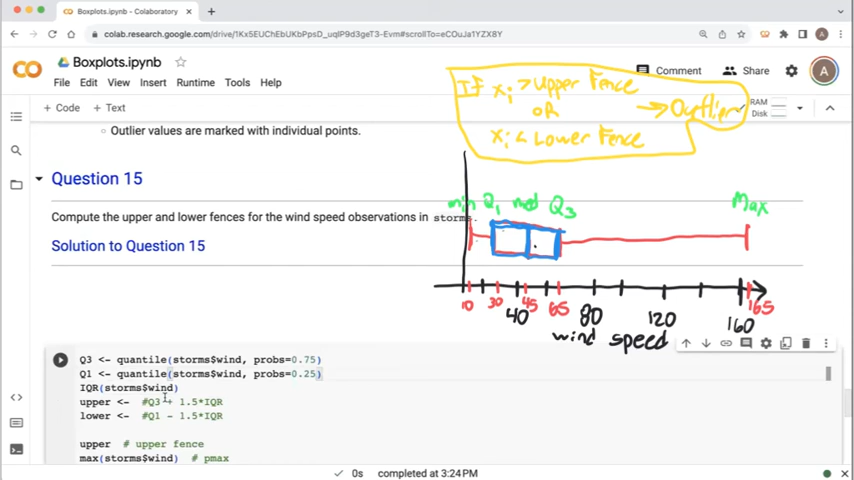 Boxplots.ipynb - Colaboratory
colab.research.google.com/drive/1Kx5EUChEbUKbPpsD_uqlP9d3geT3-Evm#scrollTo=eCOuJa1YZX8Y
A
Boxplots.ipynb
File Edit View Insert Runtime Tools Help
Comment
Share
A
+ Code + Text
RAM
Disk
If xi > Upper Fence
OR
xi < Lower Fence
→ Outlier
Outlier values are marked with individual points.
Question 15
min Q1 med Q3 Max
Compute the upper and lower fences for the wind speed observations in storms.
Solution to Question 15
10 30 40 45 65 80 120 160 165
wind speed
Q3 <- quantile(storms$wind, probs=0.75)
Q1 <- quantile(storms$wind, probs=0.25)
IQR(storms$wind)
upper <- #Q3 + 1.5*IQR
lower <- #Q1 - 1.5*IQR
upper # upper fence
max(storms$wind) # pmax
0s completed at 3:24PM